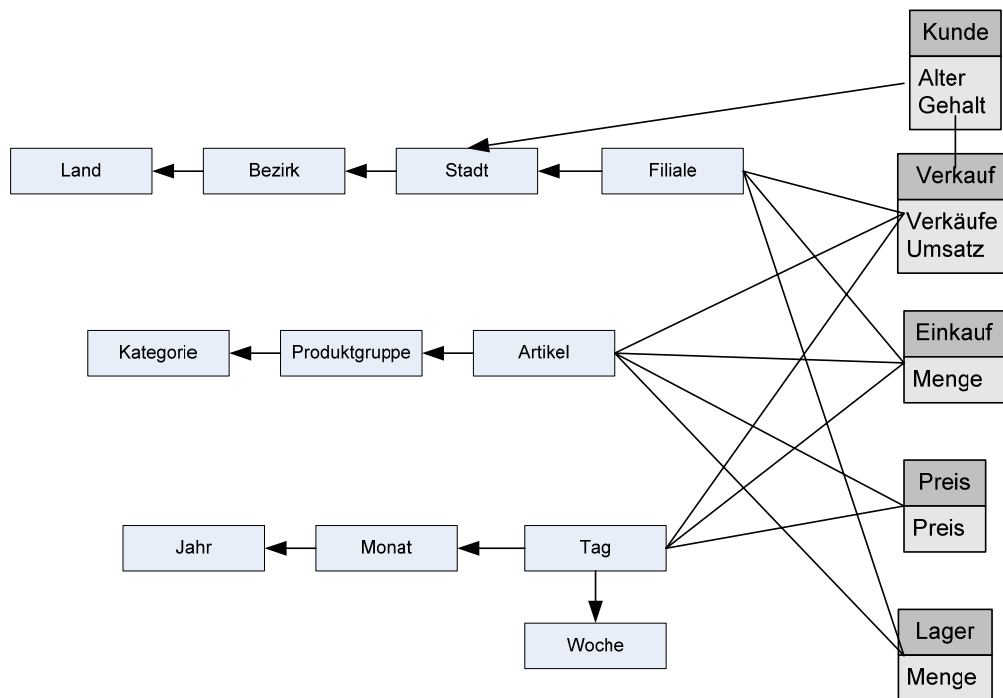 Kunde
Alter
Gehalt
Land
Bezirk
Stadt
Filiale
Verkauf
Verkäufe
Umsatz
Kategorie
Produktgruppe
Artikel
Einkauf
Menge
Preis
Preis
Jahr
Monat
Tag
Woche
Lager
Menge